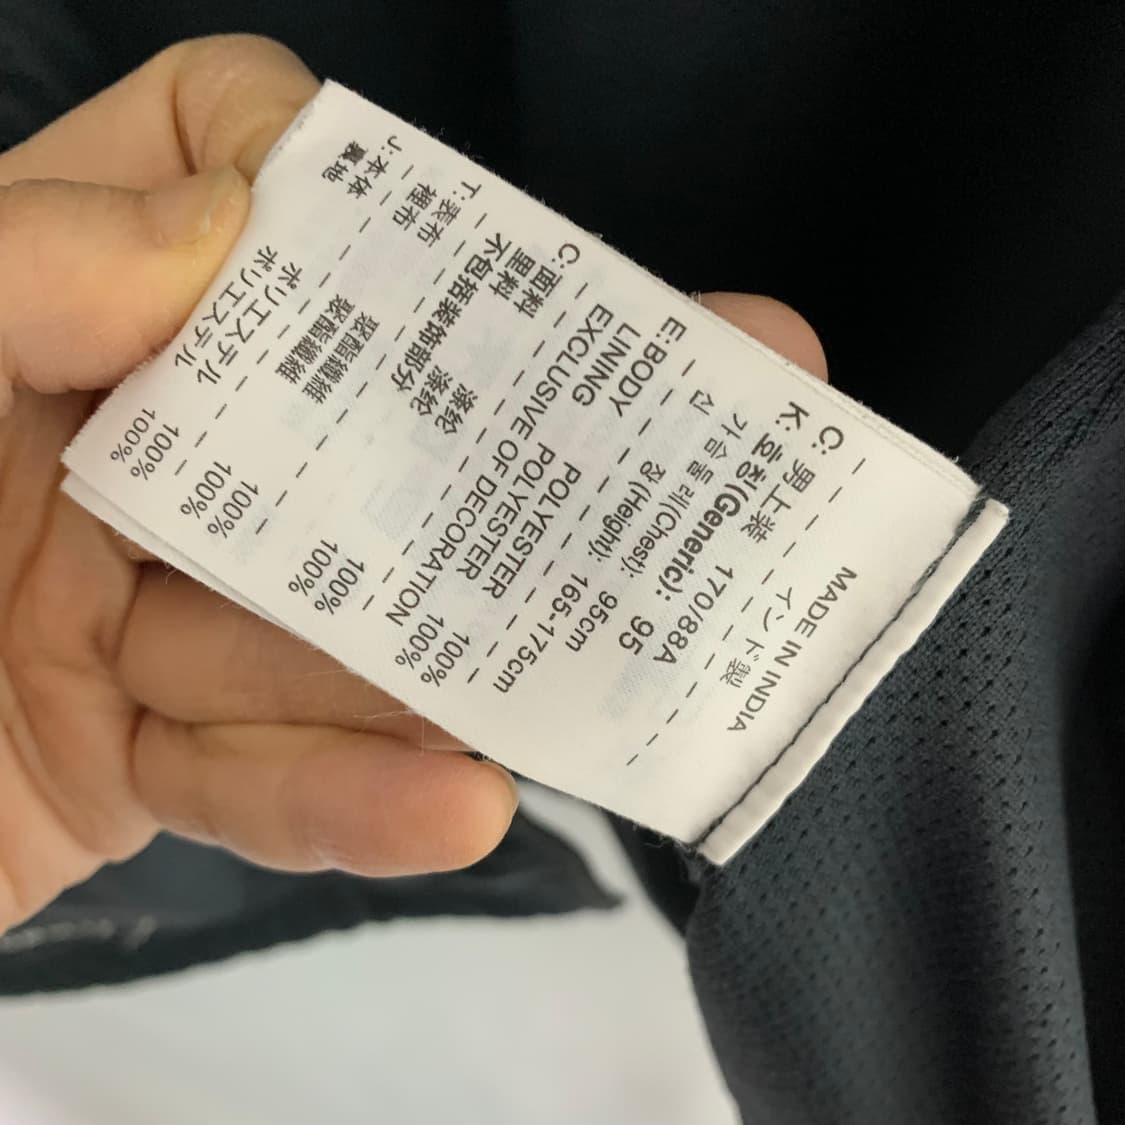 MADE IN INDIA
インド製
C: 男上装 170/88A
K: 호칭(Generic): 95
가슴둘레(Chest): 95cm
신 장(Height): 165-175cm
E: BODY POLYESTER 100%
LINING POLYESTER 100%
EXCLUSIVE OF DECORATION
C: 面料 涤纶 100%
里料 涤纶 100%
不包括装饰部分
T: 表布 聚酯纖維 100%
裡布 聚酯纖維 100%
J: 本体 ポリエステル 100%
裏地 ポリエステル 100%